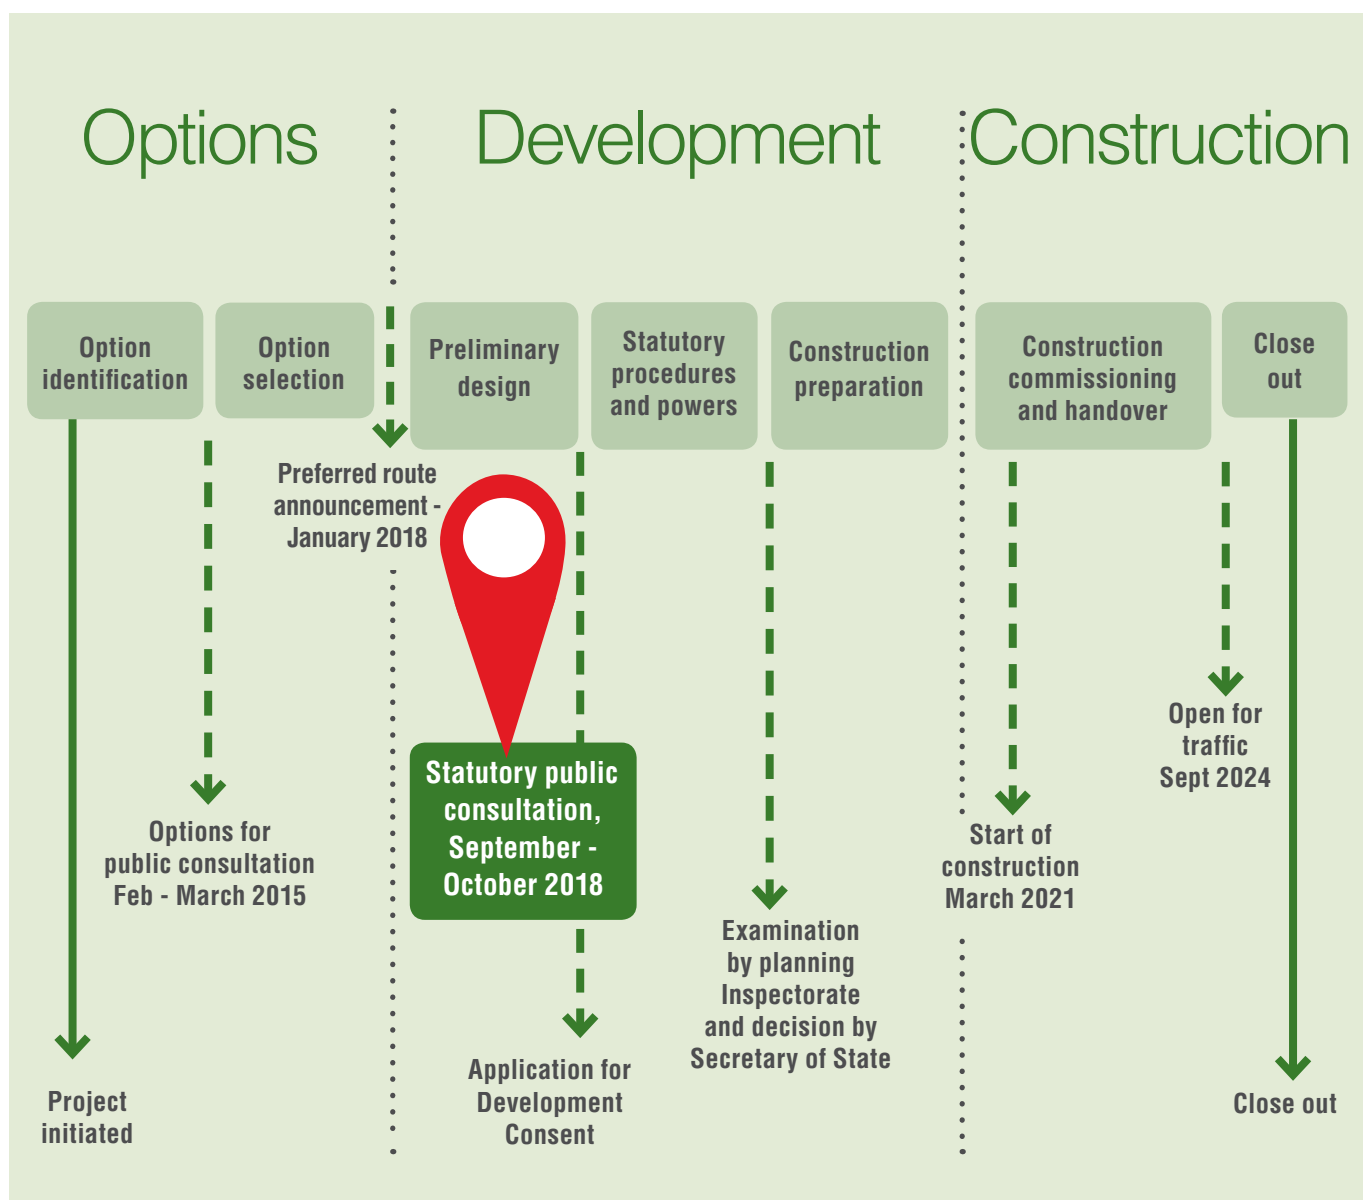 Options
Development
Construction
Option
identification
Option
selection
Preliminary
design
Statutory
procedures
and powers
Construction
preparation
Construction
commissioning
and handover
Close
out
Preferred route
announcement -
January 2018
Options for
public consultation
Feb - March 2015
Project
initiated
Statutory public
consultation,
September -
October 2018
Application for
Development
Consent
Examination
by planning
Inspectorate
and decision by
Secretary of State
Start of
construction
March 2021
Open for
traffic
Sept 2024
Close out